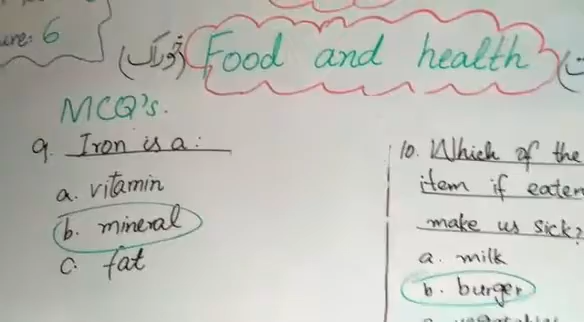 6
Food and health
MCQ's.
9. Iron is a:
a. vitamin
b. mineral
c. fat
10. Which of the
item if eaten
make us sick?
a. milk
b. burger